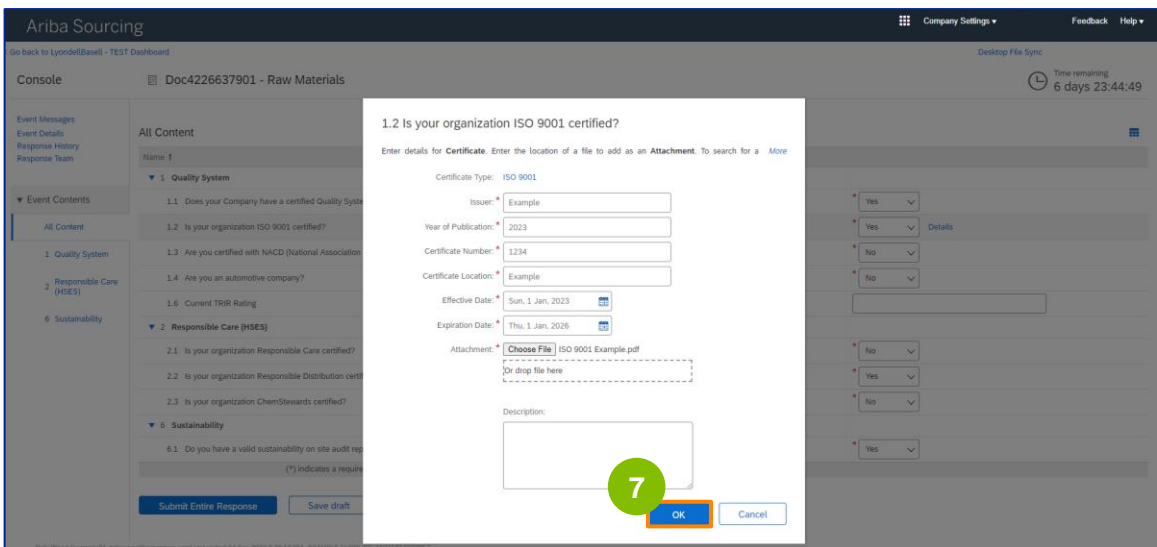 Ariba Sourcing
Company Settings ▾
Feedback Help ▾
Go back to LyondellBasell - TEST Dashboard
Desktop File Sync
Console
Doc4226637901 - Raw Materials
Time remaining
6 days 23:44:49
Event Messages
Event Details
Response History
Response Team
▼ Event Contents
All Content
1 Quality System
2 Responsible Care (HSES)
6 Sustainability
All Content
Name ↑
▼ 1 Quality System
1.1 Does your Company have a certified Quality Syste
* Yes
1.2 Is your organization ISO 9001 certified?
* Yes Details
1.3 Are you certified with NACD (National Association
* No
1.4 Are you an automotive company?
* No
1.6 Current TRIR Rating
▼ 2 Responsible Care (HSES)
2.1 Is your organization Responsible Care certified?
* No
2.2 Is your organization Responsible Distribution certif
* Yes
2.3 Is your organization ChemStewards certified?
* No
▼ 6 Sustainability
6.1 Do you have a valid sustainability on site audit rep
* Yes
(*) indicates a require
Submit Entire Response
Save draft
1.2 Is your organization ISO 9001 certified?
Enter details for Certificate. Enter the location of a file to add as an Attachment. To search for a More
Certificate Type: ISO 9001
Issuer: * Example
Year of Publication: * 2023
Certificate Number: * 1234
Certificate Location: * Example
Effective Date: * Sun, 1 Jan, 2023
Expiration Date: * Thu, 1 Jan, 2026
Attachment: * Choose File ISO 9001 Example.pdf
Or drop file here
Description:
7
OK
Cancel